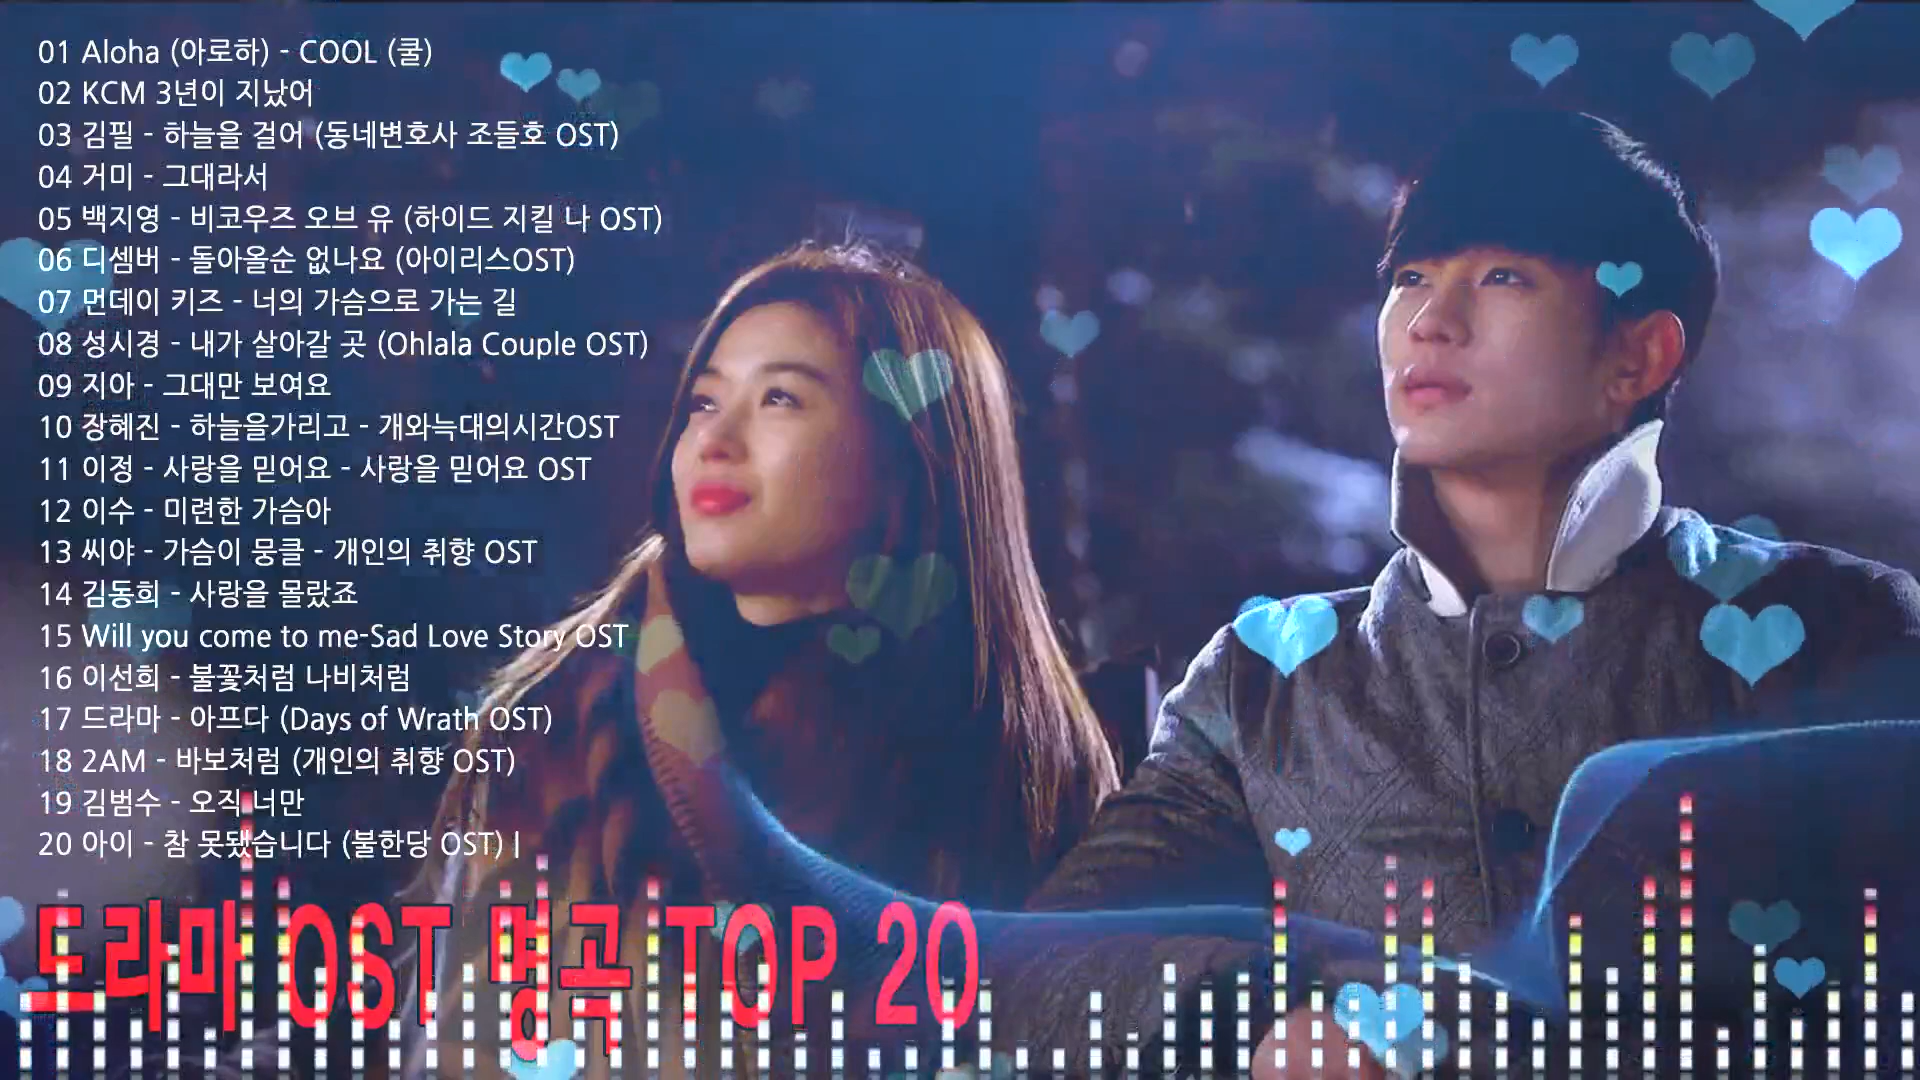 01 Aloha (아로하) - COOL (쿨)
02 KCM 3년이 지났어
03 김필 - 하늘을 걸어 (동네변호사 조들호 OST)
04 거미 - 그대라서
05 백지영 - 비코우즈 오브 유 (하이드 지킬 나 OST)
06 디셈버 - 돌아올순 없나요 (아이리스OST)
07 먼데이 키즈 - 너의 가슴으로 가는 길
08 성시경 - 내가 살아갈 곳 (Ohlala Couple OST)
09 지아 - 그대만 보여요
10 장혜진 - 하늘을가리고 - 개와늑대의시간OST
11 이정 - 사랑을 믿어요 - 사랑을 믿어요 OST
12 이수 - 미련한 가슴아
13 씨야 - 가슴이 뭉클 - 개인의 취향 OST
14 김동희 - 사랑을 몰랐죠
15 Will you come to me-Sad Love Story OST
16 이선희 - 불꽃처럼 나비처럼
17 드라마 - 아프다 (Days of Wrath OST)
18 2AM - 바보처럼 (개인의 취향 OST)
19 김범수 - 오직 너만
20 아이 - 참 못됐습니다 (불한당 OST) |
드라마 OST 명곡 TOP 20